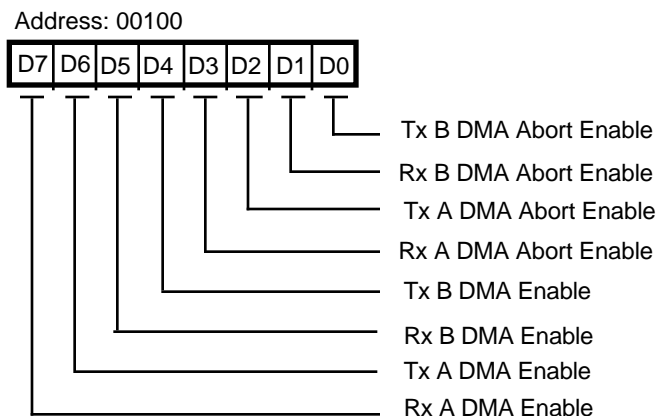 Address: 00100
D7 D6 D5 D4 D3 D2 D1 D0
Tx B DMA Abort Enable
Rx B DMA Abort Enable
Tx A DMA Abort Enable
Rx A DMA Abort Enable
Tx B DMA Enable
Rx B DMA Enable
Tx A DMA Enable
Rx A DMA Enable